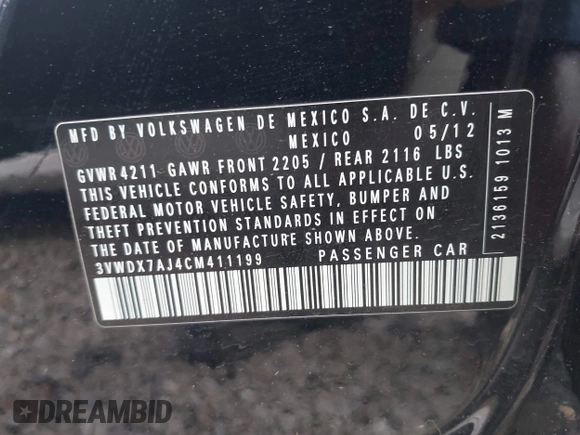 MFD BY VOLKSWAGEN DE MEXICO S.A. DE C.V.
MEXICO 05/12
GVWR 4211 GAWR FRONT 2205 / REAR 2116 LBS
THIS VEHICLE CONFORMS TO ALL APPLICABLE U.S.
FEDERAL MOTOR VEHICLE SAFETY, BUMPER AND
THEFT PREVENTION STANDARDS IN EFFECT ON
THE DATE OF MANUFACTURE SHOWN ABOVE.
3VWDX7AJ4CM411199 PASSENGER CAR
2136159 1013 M
DREAMBID